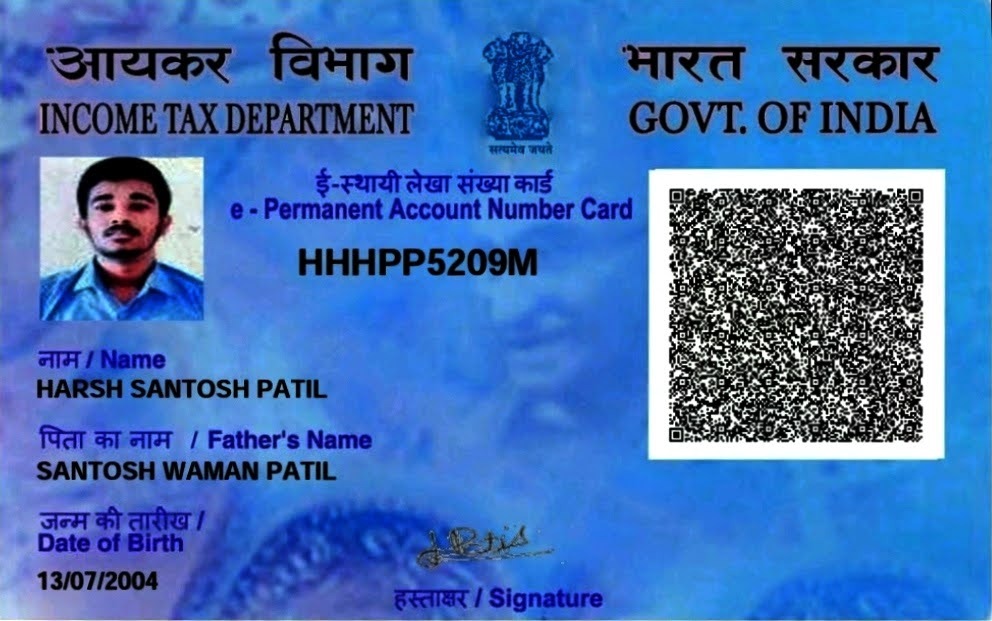 आयकर विभाग
INCOME TAX DEPARTMENT
सत्यमेव जयते
भारत सरकार
GOVT. OF INDIA
ई-स्थायी लेखा संख्या कार्ड
e - Permanent Account Number Card
HHHPP5209M
नाम / Name
HARSH SANTOSH PATIL
पिता का नाम / Father's Name
SANTOSH WAMAN PATIL
जन्म की तारीख /
Date of Birth
13/07/2004
हस्ताक्षर / Signature